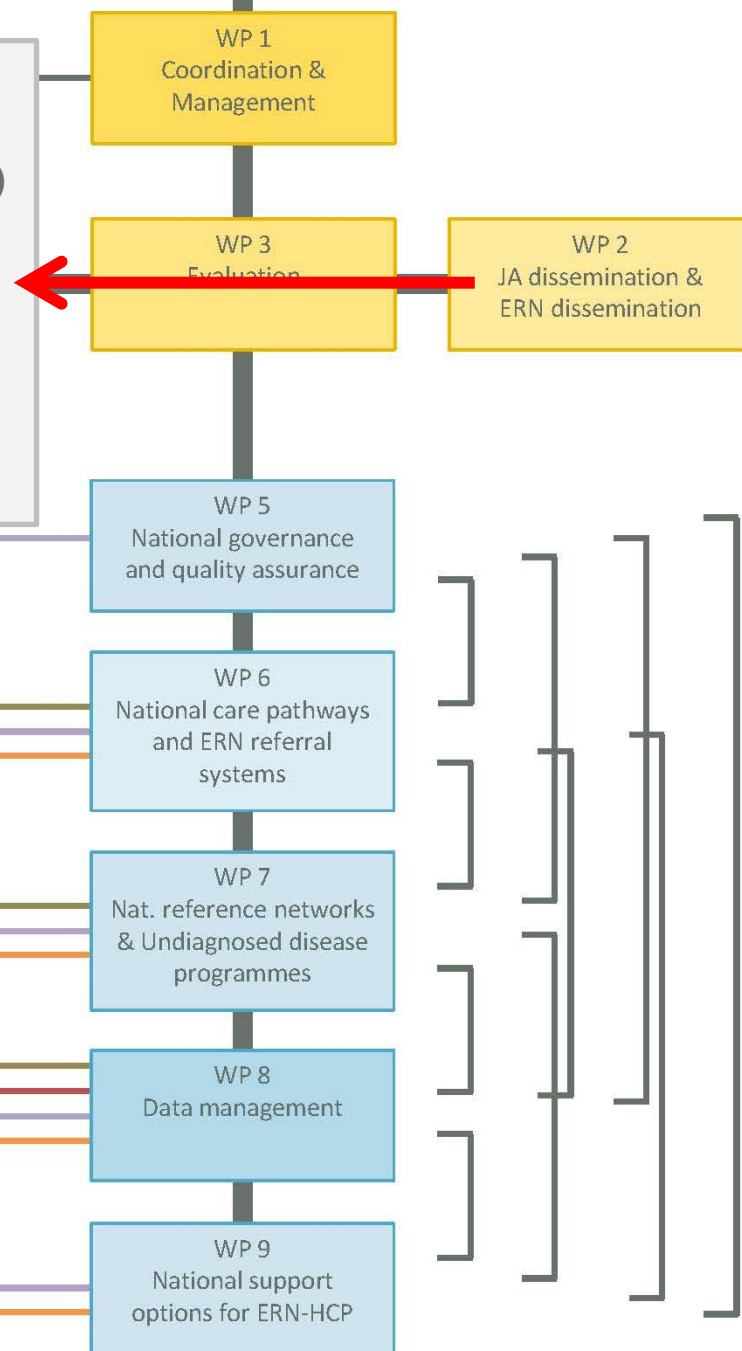 WP 1
Coordination &
Management
)
WP 3
Evaluation
WP 2
JA dissemination &
ERN dissemination
WP 5
National governance
and quality assurance
WP 6
National care pathways
and ERN referral
systems
WP 7
Nat. reference networks
& Undiagnosed disease
programmes
WP 8
Data management
WP 9
National support
options for ERN-HCP